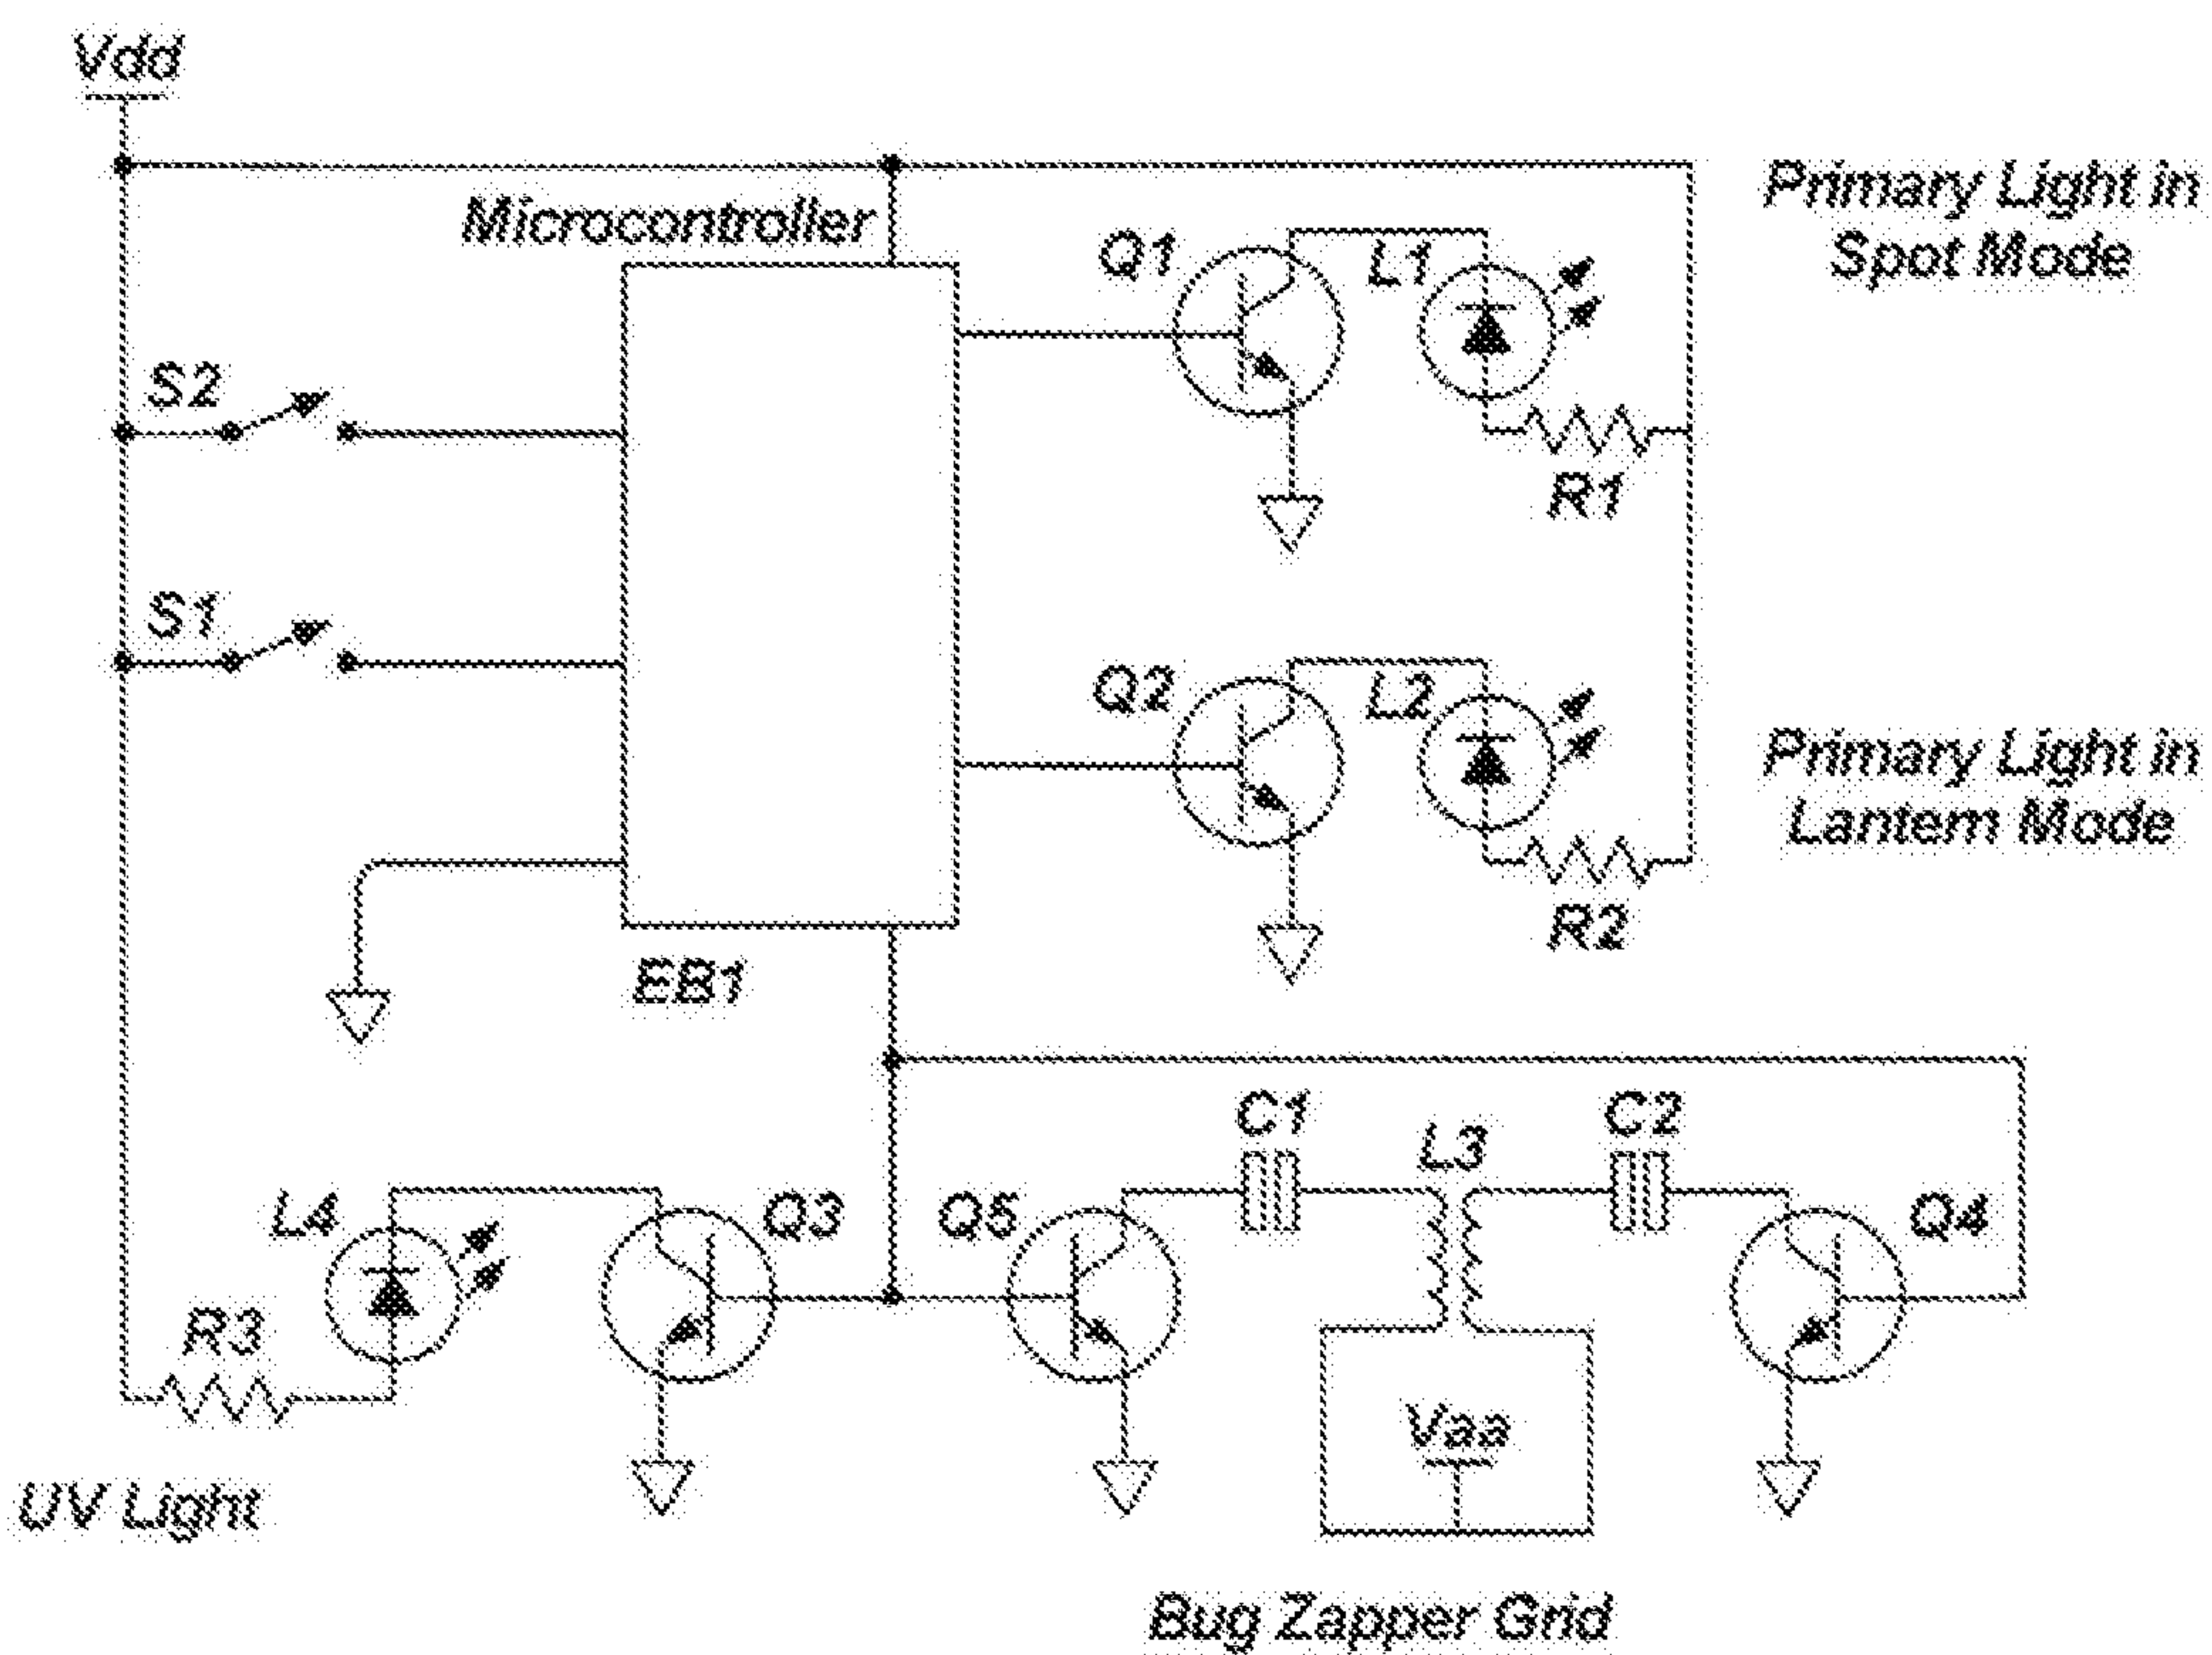 Vdd
Microcontroller
Primary Light in
Spot Mode
Q1
L1
S2
R1
S1
Q2
L2
Primary Light in
Lantern Mode
R2
EB1
C1
L3
C2
L4
Q3
Q5
Q4
R3
Vaa
UV Light
Bug Zapper Grid